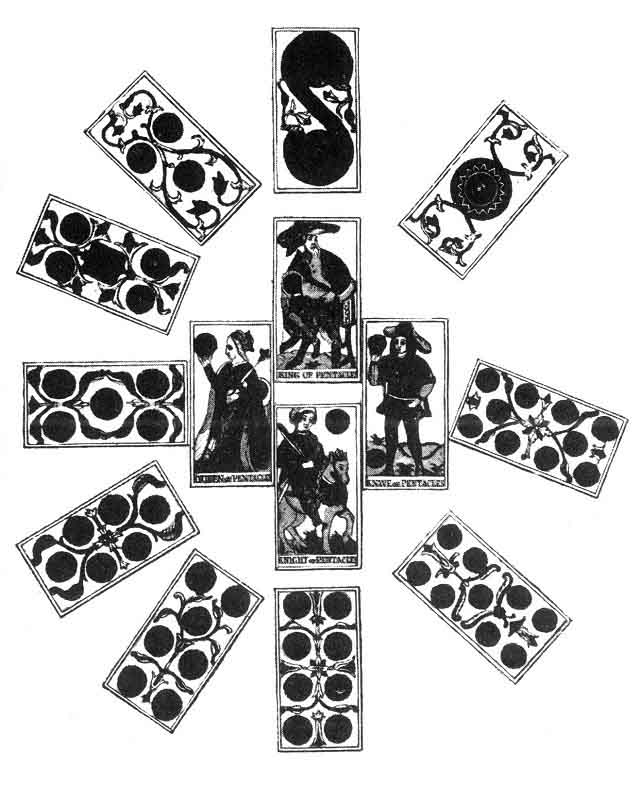 KING OF PENTACLES
QUEEN OF PENTACLES
KNAVE OF PENTACLES
KNIGHT OF PENTACLES